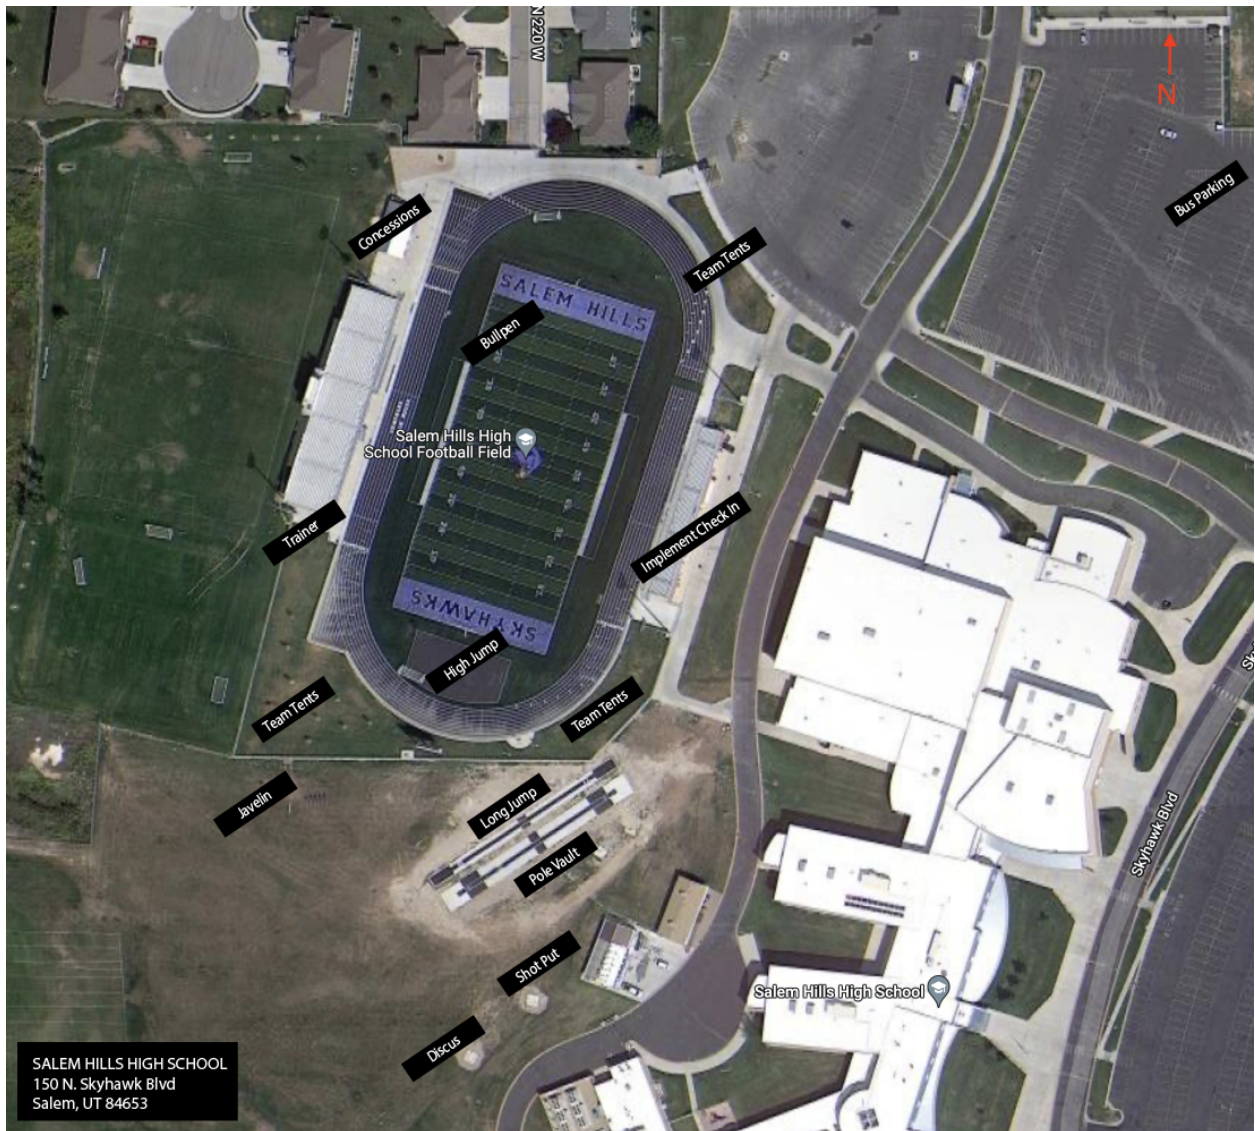 N 220 W
N
Bus Parking
Concessions
Team Tents
SALEM HILLS
Bullpen
Salem Hills High
School Football Field
Trainer
Implement Check In
SKYHAWKS
High Jump
Team Tents
Team Tents
Javelin
Long Jump
Pole Vault
Skyhawk Blvd
Shot Put
Salem Hills High School
Discus
SALEM HILLS HIGH SCHOOL
150 N. Skyhawk Blvd
Salem, UT 84653